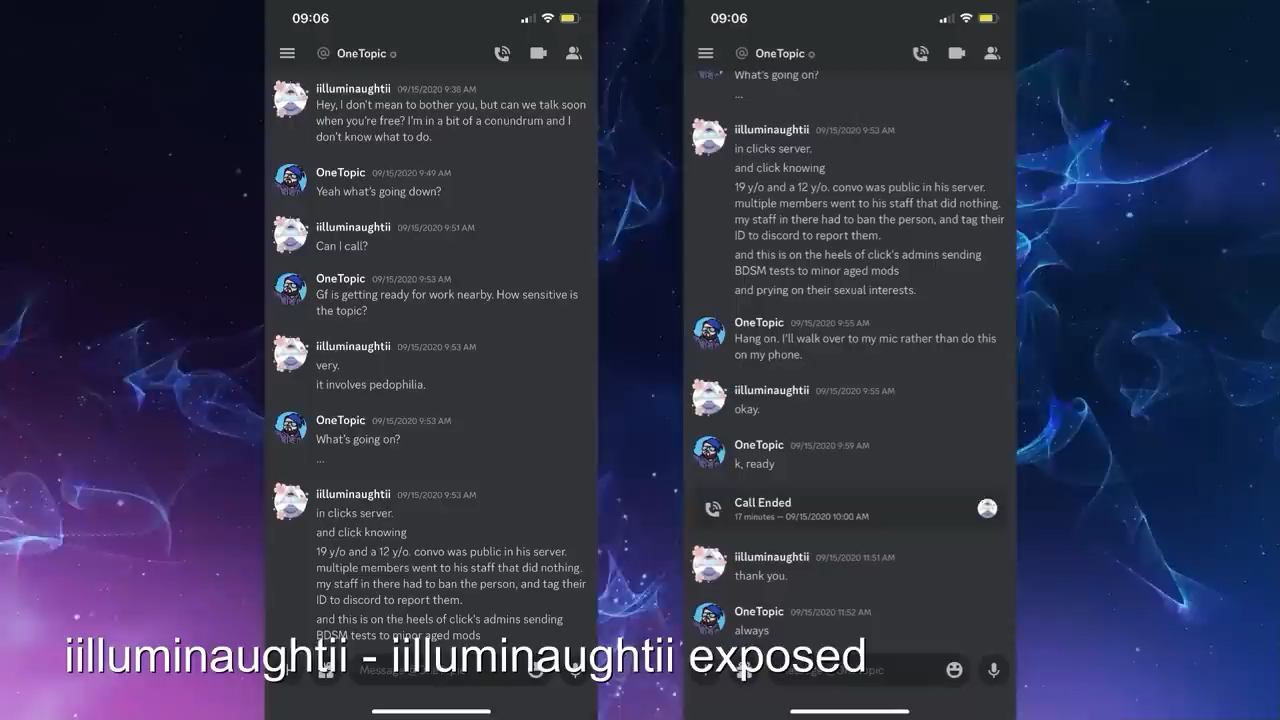 09:06
@ OneTopic
iilluminaughtii 09/15/2020 9:38 AM
Hey, I don't mean to bother you, but can we talk soon
when you're free? I'm in a bit of a conundrum and I
don't know what to do.
OneTopic 09/15/2020 9:49 AM
Yeah what's going down?
iilluminaughtii 09/15/2020 9:51 AM
Can I call?
OneTopic 09/15/2020 9:53 AM
Gf is getting ready for work nearby. How sensitive is
the topic?
iilluminaughtii 09/15/2020 9:53 AM
very.
it involves pedophilia.
OneTopic 09/15/2020 9:53 AM
What's going on?
...
iilluminaughtii 09/15/2020 9:53 AM
in clicks server.
and click knowing
19 y/o and a 12 y/o. convo was public in his server.
multiple members went to his staff that did nothing.
my staff in there had to ban the person, and tag their
ID to discord to report them.
and this is on the heels of click's admins sending
BDSM tests to minor aged mods
09:06
@ OneTopic
What's going on?
...
iilluminaughtii 09/15/2020 9:53 AM
in clicks server.
and click knowing
19 y/o and a 12 y/o. convo was public in his server.
multiple members went to his staff that did nothing.
my staff in there had to ban the person, and tag their
ID to discord to report them.
and this is on the heels of click's admins sending
BDSM tests to minor aged mods
and prying on their sexual interests.
OneTopic 09/15/2020 9:55 AM
Hang on. I'll walk over to my mic rather than do this
on my phone.
iilluminaughtii 09/15/2020 9:55 AM
okay.
OneTopic 09/15/2020 9:59 AM
k, ready
Call Ended
17 minutes — 09/15/2020 10:00 AM
iilluminaughtii 09/15/2020 11:51 AM
thank you.
OneTopic 09/15/2020 11:52 AM
always
iilluminaughtii - iilluminaughtii exposed